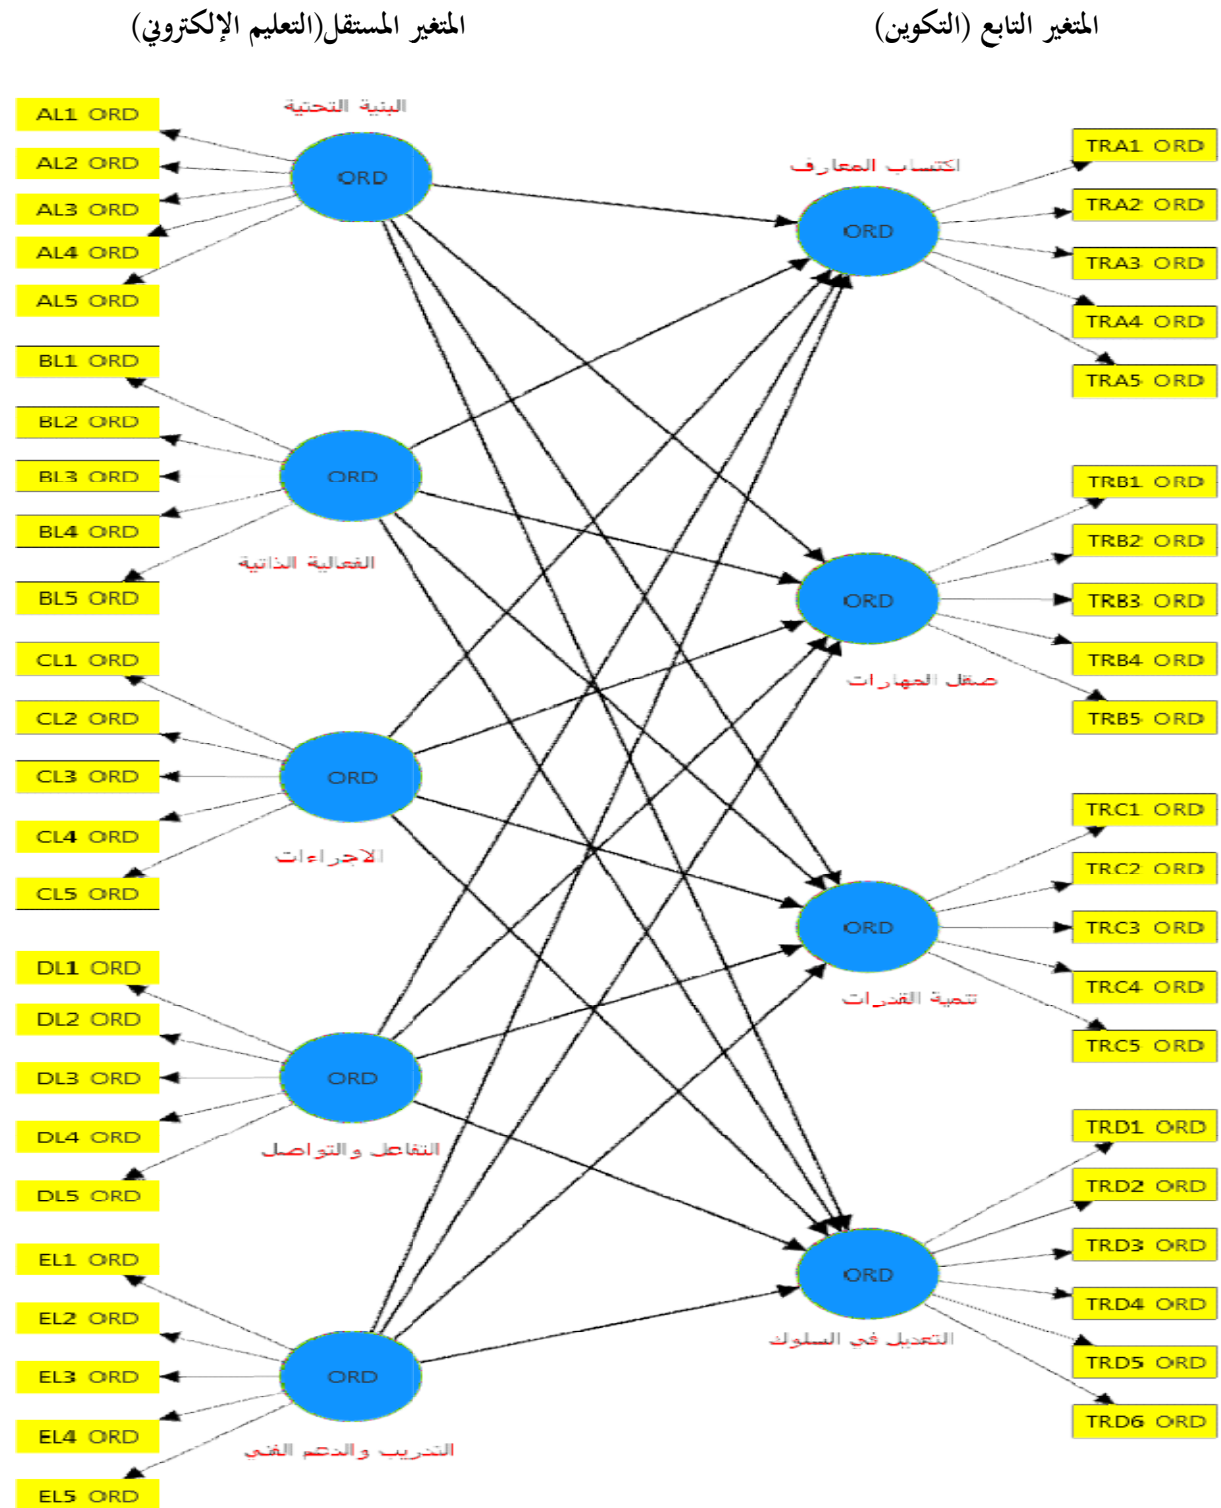 المتغير المستقل(التعليم الإلكتروني)
المتغير التابع (التكوين)
البنية التحتية
ORD
AL1 ORD
AL2 ORD
AL3 ORD
AL4 ORD
AL5 ORD
BL1 ORD
BL2 ORD
BL3 ORD
BL4 ORD
BL5 ORD
ORD
الفعالية الذاتية
CL1 ORD
CL2 ORD
CL3 ORD
CL4 ORD
CL5 ORD
ORD
الاجراءات
DL1 ORD
DL2 ORD
DL3 ORD
DL4 ORD
DL5 ORD
ORD
التفاعل والتواصل
EL1 ORD
EL2 ORD
EL3 ORD
EL4 ORD
EL5 ORD
ORD
التدريب والدعم الفني
اكتساب المعارف
ORD
TRA1 ORD
TRA2 ORD
TRA3 ORD
TRA4 ORD
TRA5 ORD
ORD
صقل المهارات
TRB1 ORD
TRB2 ORD
TRB3 ORD
TRB4 ORD
TRB5 ORD
ORD
تنمية القدرات
TRC1 ORD
TRC2 ORD
TRC3 ORD
TRC4 ORD
TRC5 ORD
ORD
التعديل في السلوك
TRD1 ORD
TRD2 ORD
TRD3 ORD
TRD4 ORD
TRD5 ORD
TRD6 ORD